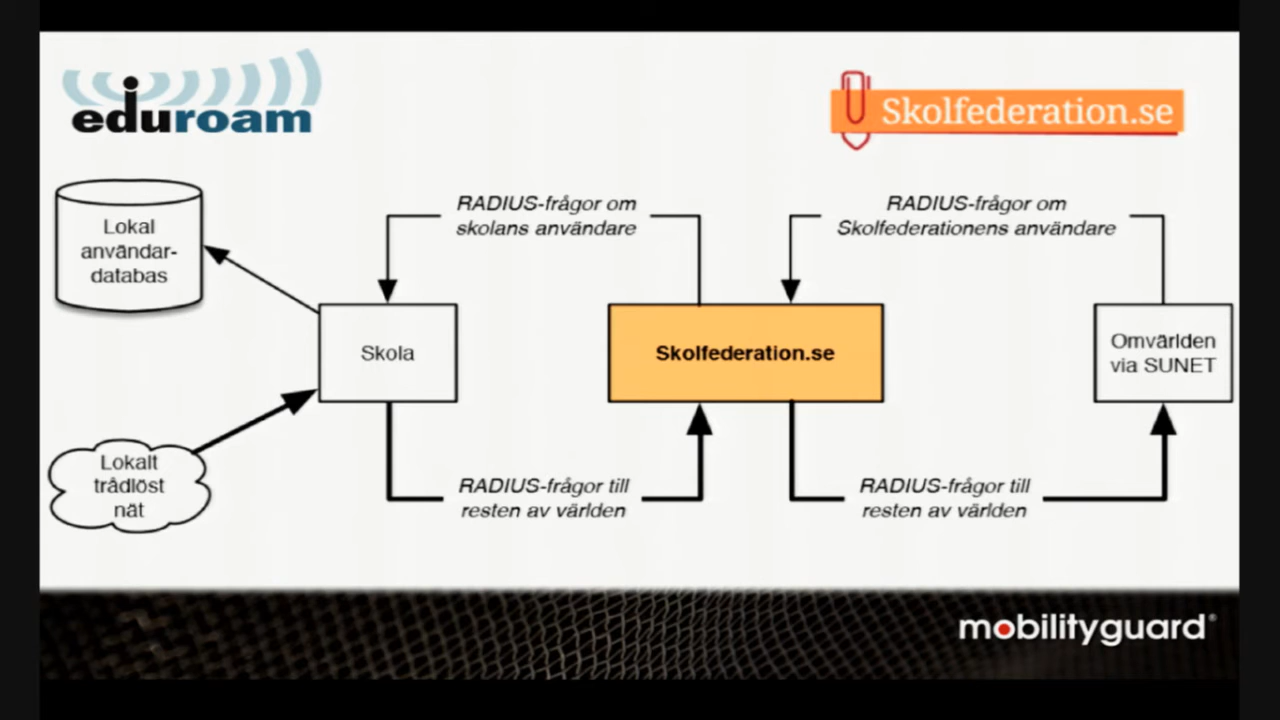 eduroam
Skolfederation.se
Lokal
användar-
databas
RADIUS-frågor om
skolans användare
RADIUS-frågor om
Skolfederationens användare
Skola
Skolfederation.se
Omvärlden
via SUNET
Lokalt
trådlöst
nät
RADIUS-frågor till
resten av världen
RADIUS-frågor till
resten av världen
mobilityguard®